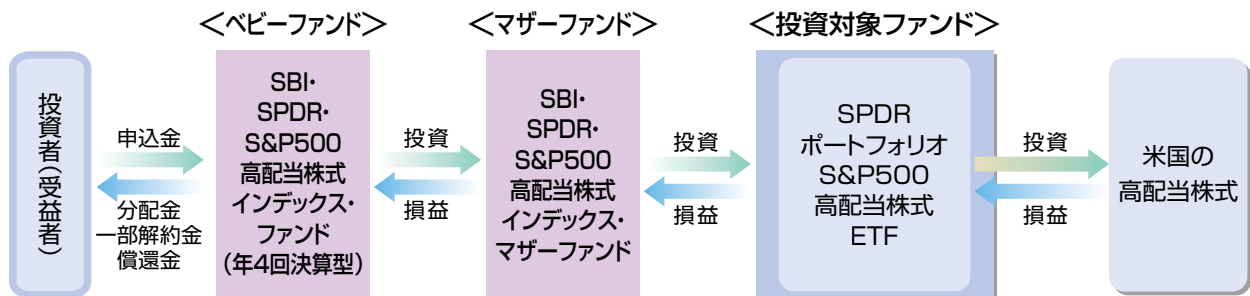 ＜ベビーファンド＞
＜マザーファンド＞
＜投資対象ファンド＞
投資者（受益者）
申込金
分配金
一部解約金
償還金
SBI・
SPDR・
S&P500
高配当株式
インデックス・
ファンド
（年4回決算型）
投資
損益
SBI・
SPDR・
S&P500
高配当株式
インデックス・
マザーファンド
投資
損益
SPDR
ポートフォリオ
S&P500
高配当株式
ETF
投資
損益
米国の
高配当株式